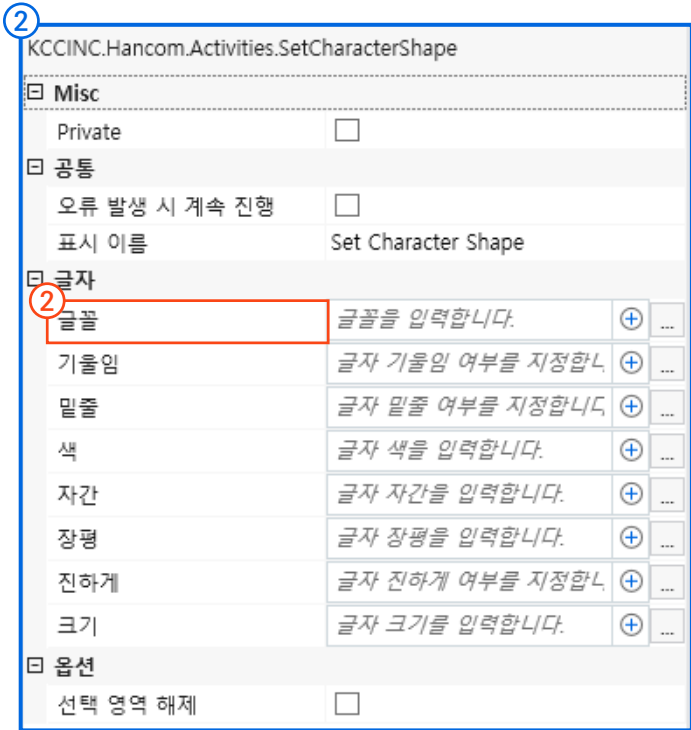 2
KCCINC.Hancom.Activities.SetCharacterShape
Misc
Private
공통
오류 발생 시 계속 진행
표시 이름 Set Character Shape
글자
2
글꼴 글꼴을 입력합니다. ...
기울임 글자 기울임 여부를 지정합니 ...
밑줄 글자 밑줄 여부를 지정합니다 ...
색 글자 색을 입력합니다. ...
자간 글자 자간을 입력합니다. ...
장평 글자 장평을 입력합니다. ...
진하게 글자 진하게 여부를 지정합니 ...
크기 글자 크기를 입력합니다. ...
옵션
선택 영역 해제